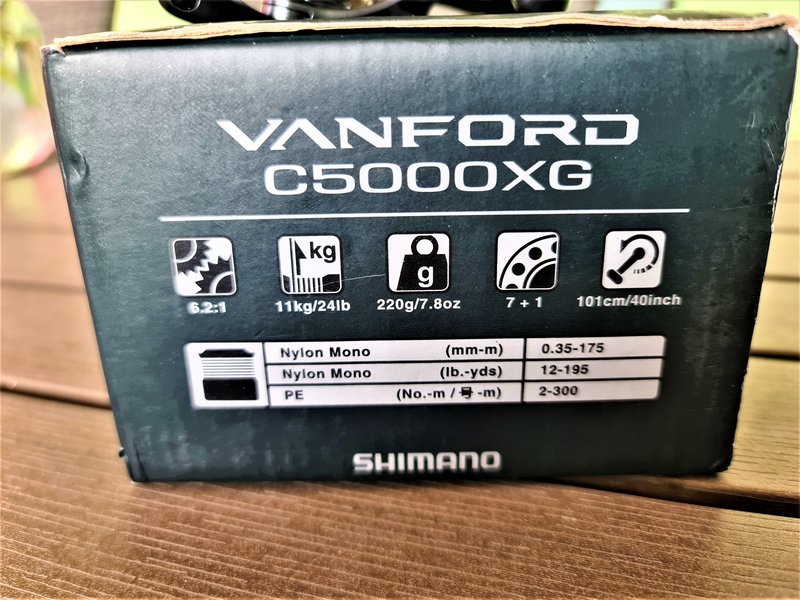 VANFORD
C5000XG
kg
g
6.2:1 11kg/24lb 220g/7.8oz 7 + 1 101cm/40inch
Nylon Mono (mm-m) 0.35-175
Nylon Mono (lb.-yds) 12-195
PE (No.-m / 号-m) 2-300
SHIMANO